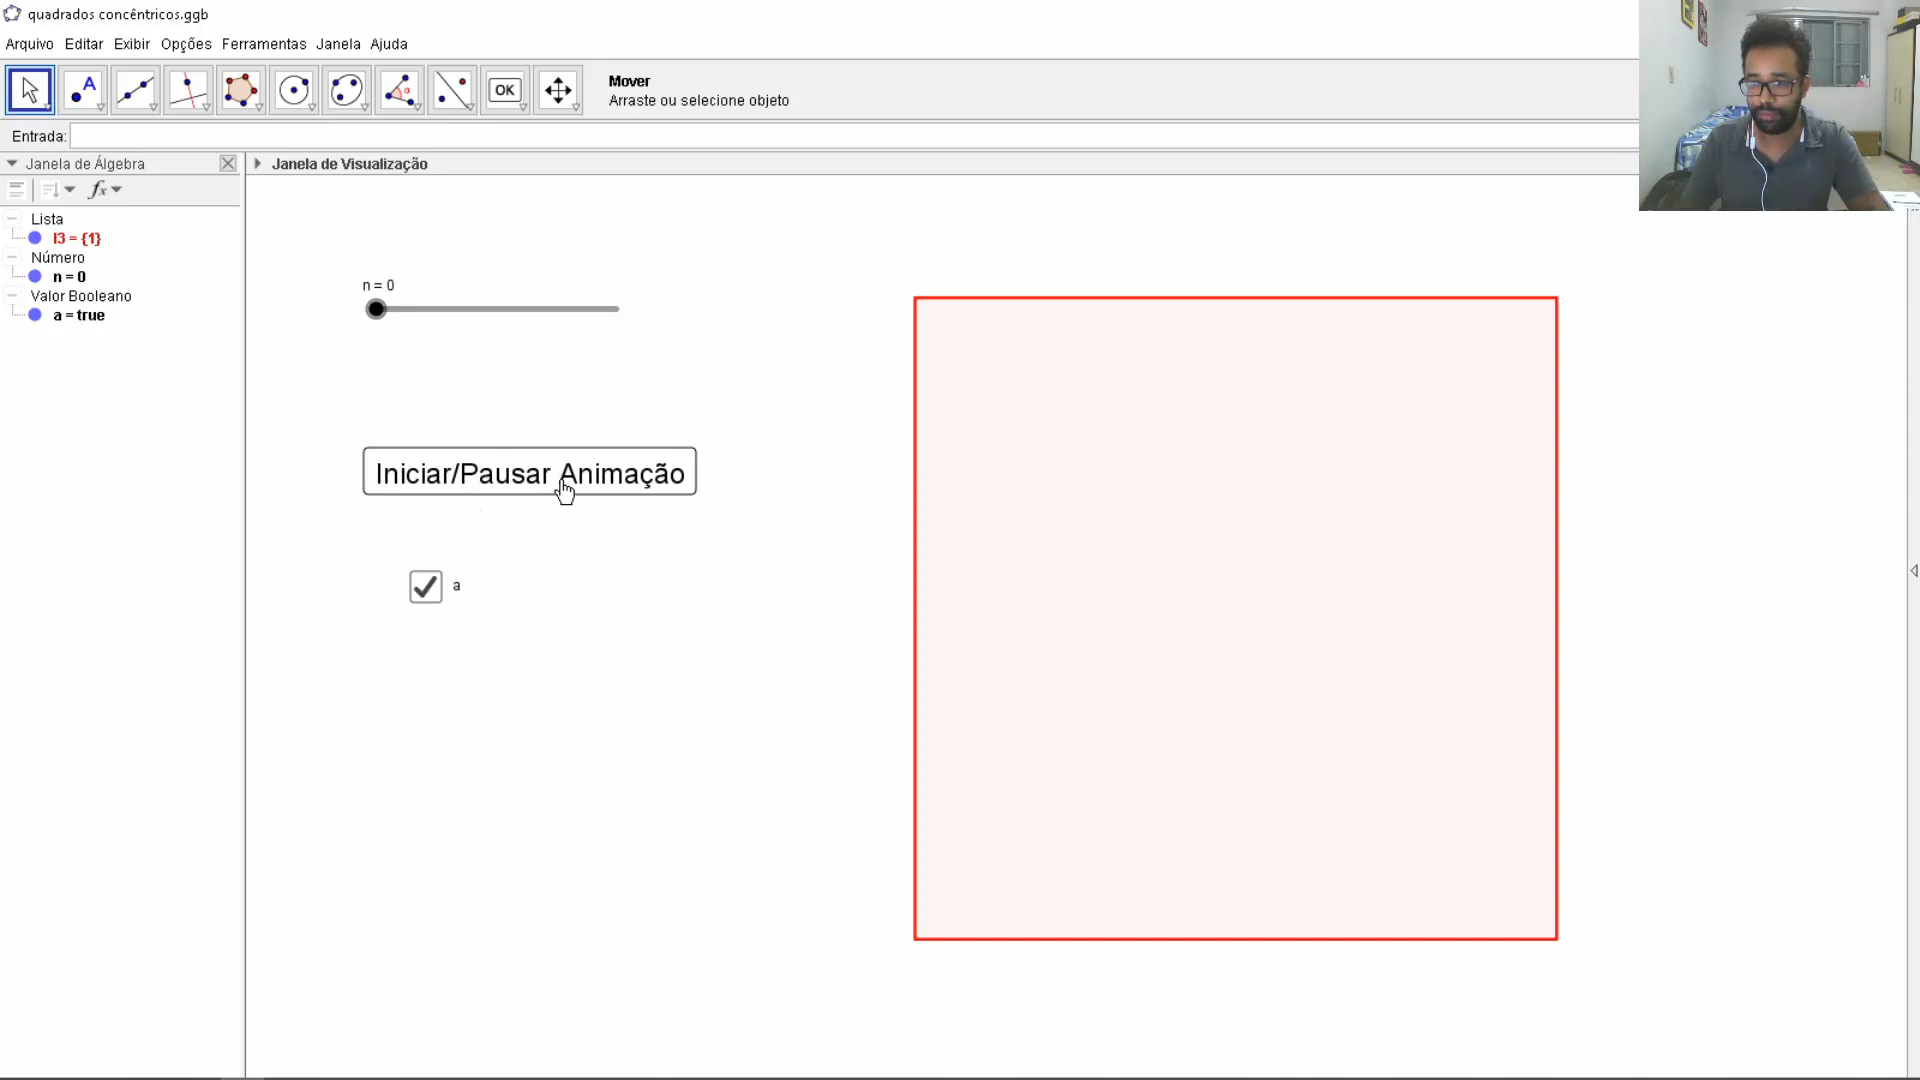 quadrados concêntricos.ggb
Arquivo Editar Exibir Opções Ferramentas Janela Ajuda
A
α
OK
Mover
Arraste ou selecione objeto
Entrada:
Janela de Álgebra
Janela de Visualização
fx
Lista
l3 = {1}
Número
n = 0
Valor Booleano
a = true
n = 0
Iniciar/Pausar Animação
a